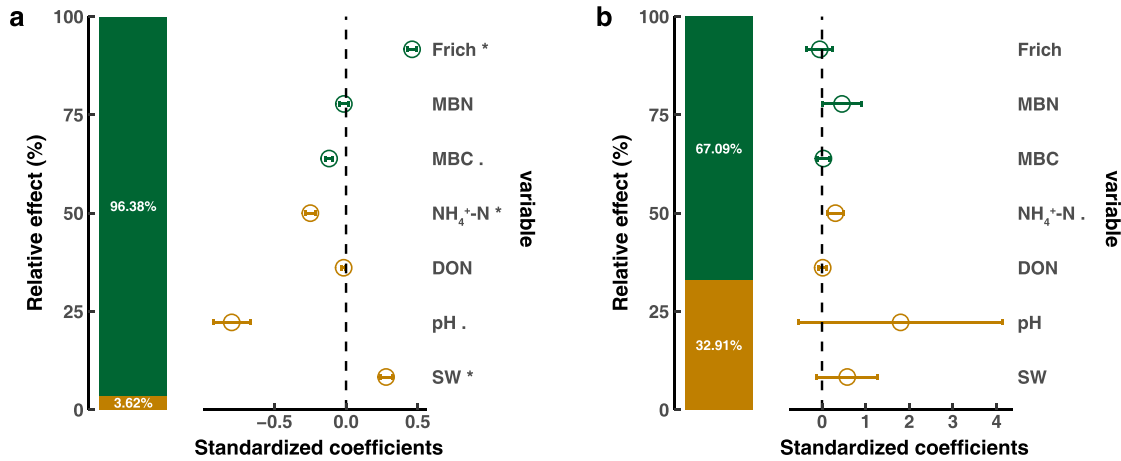 a
Relative effect (%)
100
75
50
25
0
96.38%
3.62%
Frich *
MBN
MBC .
NH₄⁺-N *
DON
pH .
SW *
variable
−0.5
0.0
0.5
Standardized coefficients
b
Relative effect (%)
100
75
50
25
0
67.09%
32.91%
Frich
MBN
MBC
NH₄⁺-N .
DON
pH
SW
variable
0
1
2
3
4
Standardized coefficients